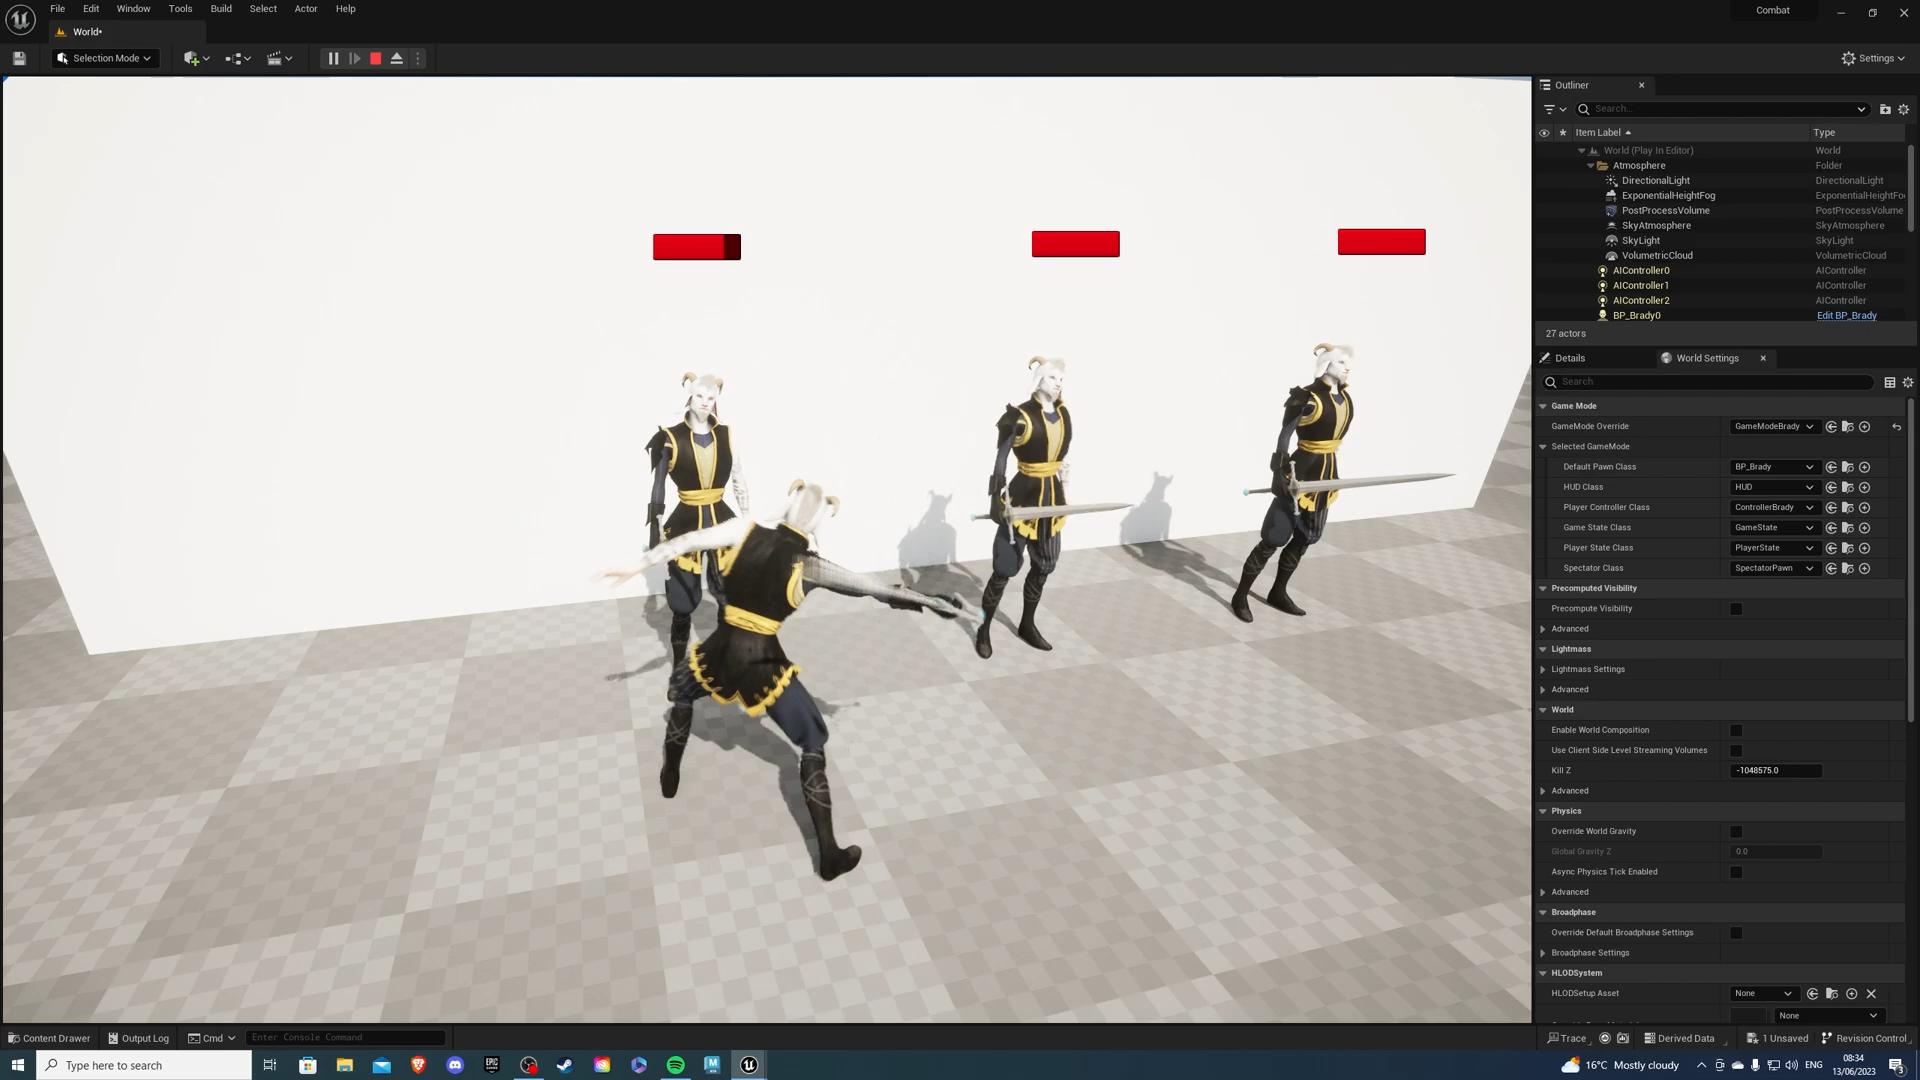 File Edit Window Tools Build Select Actor Help
Combat
World•
Selection Mode
Settings
Outliner
Search...
Item Label Type
World (Play In Editor) World
Atmosphere Folder
DirectionalLight DirectionalLight
ExponentialHeightFog ExponentialHeightFo
PostProcessVolume PostProcessVolume
SkyAtmosphere SkyAtmosphere
SkyLight SkyLight
VolumetricCloud VolumetricCloud
AIController0 AIController
AIController1 AIController
AIController2 AIController
BP_Brady0 Edit BP_Brady
27 actors
Details World Settings
Search
Game Mode
GameMode Override GameModeBrady
Selected GameMode
Default Pawn Class BP_Brady
HUD Class HUD
Player Controller Class ControllerBrady
Game State Class GameState
Player State Class PlayerState
Spectator Class SpectatorPawn
Precomputed Visibility
Precompute Visibility
Advanced
Lightmass
Lightmass Settings
Advanced
World
Enable World Composition
Use Client Side Level Streaming Volumes
Kill Z -1048575.0
Advanced
Physics
Override World Gravity
Global Gravity Z 0.0
Async Physics Tick Enabled
Advanced
Broadphase
Override Default Broadphase Settings
Broadphase Settings
HLODSystem
HLODSetup Asset None
None
Content Drawer Output Log Cmd Enter Console Command
Trace Derived Data 1 Unsaved Revision Control
Type here to search
EPIC
16°C Mostly cloudy ENG 08:34
13/06/2023
3